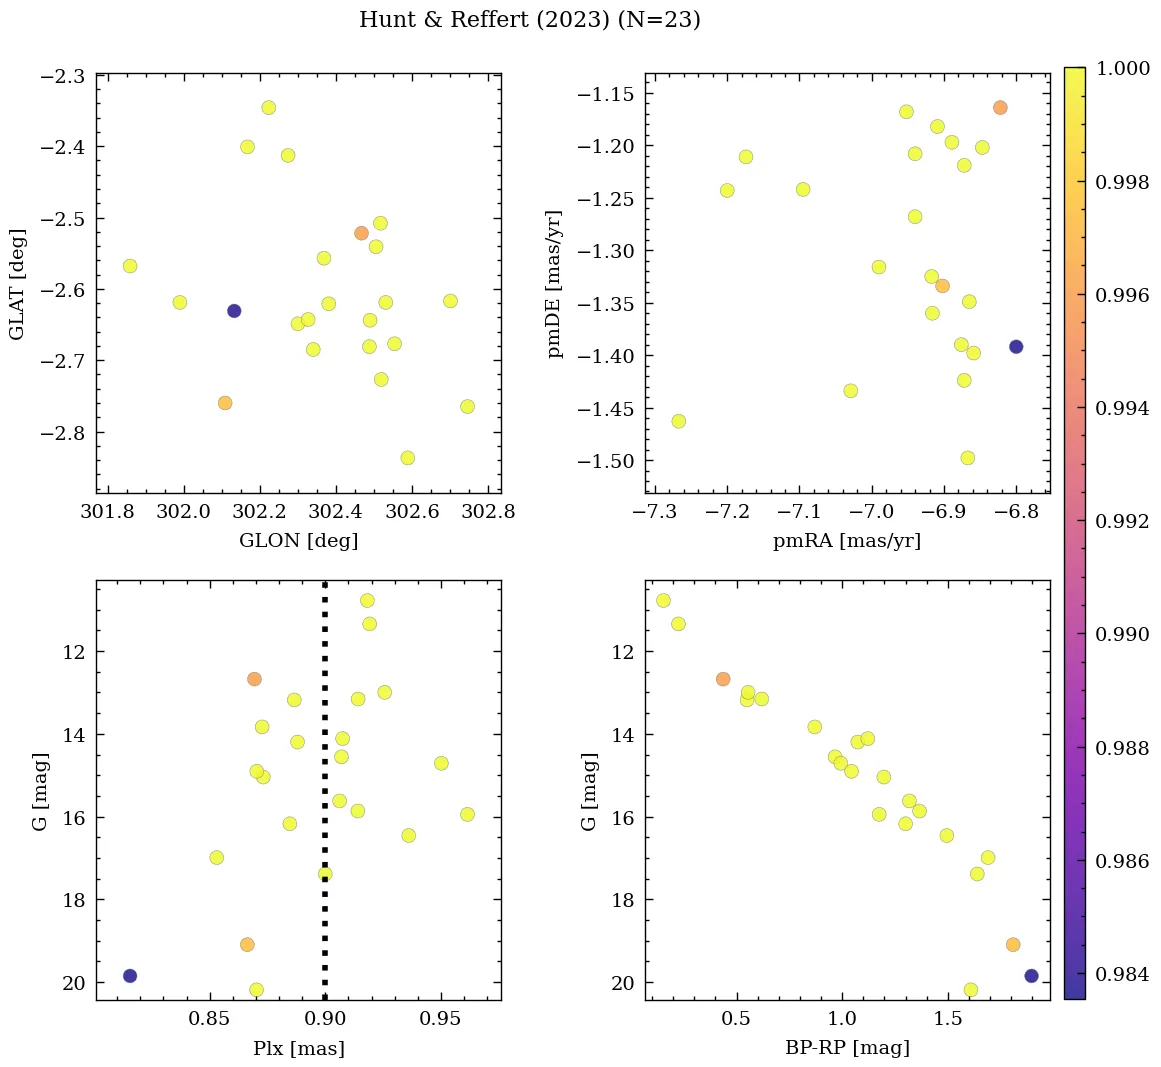 Hunt & Reffert (2023) (N=23)
−2.3
−2.4
−2.5
−2.6
−2.7
−2.8
GLAT [deg]
301.8 302.0 302.2 302.4 302.6 302.8
GLON [deg]
−1.15
−1.20
−1.25
−1.30
−1.35
−1.40
−1.45
−1.50
pmDE [mas/yr]
−7.3 −7.2 −7.1 −7.0 −6.9 −6.8
pmRA [mas/yr]
12
14
16
18
20
G [mag]
0.85 0.90 0.95
Plx [mas]
12
14
16
18
20
G [mag]
0.5 1.0 1.5
BP-RP [mag]
1.000
0.998
0.996
0.994
0.992
0.990
0.988
0.986
0.984